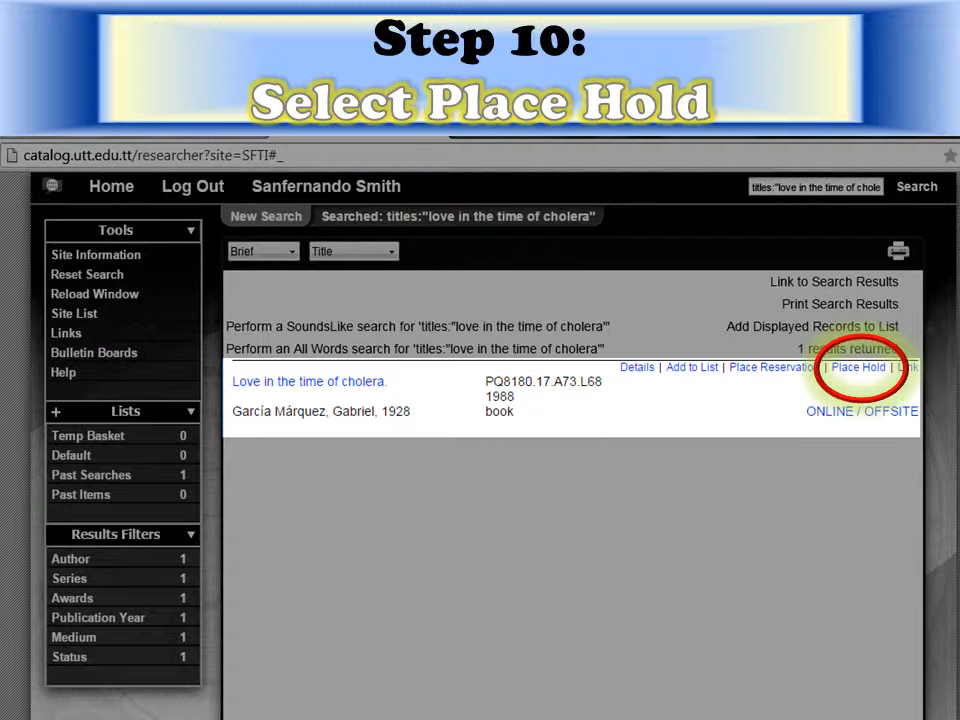 Step 10:
Select Place Hold
catalog.utt.edu.tt/researcher?site=SFTI#_
Home Log Out Sanfernando Smith titles:"love in the time of chole Search
New Search Searched: titles:"love in the time of cholera"
Brief Title
Tools
Site Information
Reset Search
Reload Window
Site List
Links
Bulletin Boards
Help
+ Lists
Temp Basket 0
Default 0
Past Searches 1
Past Items 0
Results Filters
Author 1
Series 1
Awards 1
Publication Year 1
Medium 1
Status 1
Link to Search Results
Print Search Results
Perform a SoundsLike search for 'titles:"love in the time of cholera"' Add Displayed Records to List
Perform an All Words search for 'titles:"love in the time of cholera"' 1 results returned
Details | Add to List | Place Reservation | Place Hold | Link
Love in the time of cholera. PQ8180.17.A73.L68
1988
García Márquez, Gabriel, 1928 book ONLINE / OFFSITE